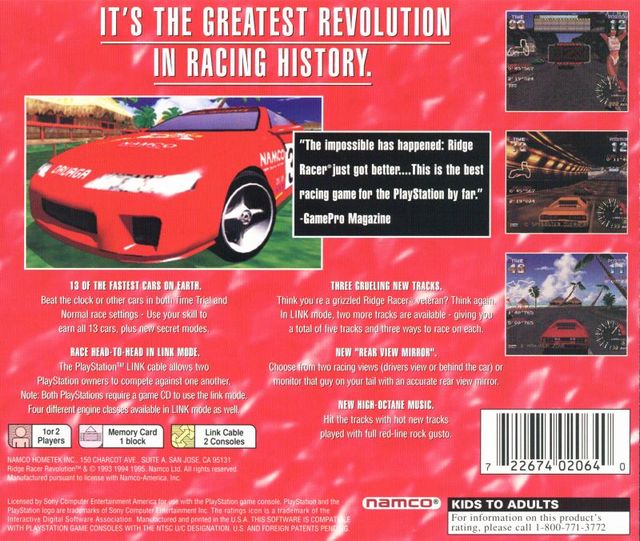 IT'S THE GREATEST REVOLUTION
IN RACING HISTORY.
"The impossible has happened: Ridge
Racer® just got better....This is the best
racing game for the PlayStation by far."
-GamePro Magazine
DRUAGA
NAMCO
NAMCO
13 OF THE FASTEST CARS ON EARTH.
Beat the clock or other cars in both Time Trial and
Normal race settings - Use your skill to
earn all 13 cars, plus new secret modes.
RACE HEAD-TO-HEAD IN LINK MODE.
The PlayStation™ LINK cable allows two
PlayStation owners to compete against one another.
Note: Both PlayStations require a game CD to use the link mode.
Four different engine classes available in LINK mode as well.
THREE GRUELING NEW TRACKS.
Think you're a grizzled Ridge Racer® veteran? Think again.
In LINK mode, two more tracks are available - giving you
a total of five tracks and three ways to race on each.
NEW "REAR VIEW MIRROR".
Choose from two racing views (drivers view or behind the car) or
monitor that guy on your tail with an accurate rear view mirror.
NEW HIGH-OCTANE MUSIC.
Hit the tracks with hot new tracks
played with full red-line rock gusto.
1 or 2
Players
Memory Card
1 block
Link Cable
2 Consoles
NAMCO HOMETEK INC. 150 CHARCOT AVE., SUITE A, SAN JOSE, CA 95131
Ridge Racer Revolution™ & © 1993 1994 1995 Namco Ltd. All rights reserved.
Manufactured pursuant to license with Namco-America, Inc.
Licensed by Sony Computer Entertainment America for use with the PlayStation game console. PlayStation and the
PlayStation logo are trademarks of Sony Computer Entertainment Inc. The ratings icon is a trademark of the
Interactive Digital Software Association. Manufactured and printed in the U.S.A. THIS SOFTWARE IS COMPATIBLE
WITH PLAYSTATION GAME CONSOLES WITH THE NTSC U/C DESIGNATION. U.S. AND FOREIGN PATENTS PENDING.
namco®
7 22674 02064 0
KIDS TO ADULTS
For information on this product's
rating, please call 1-800-771-3772